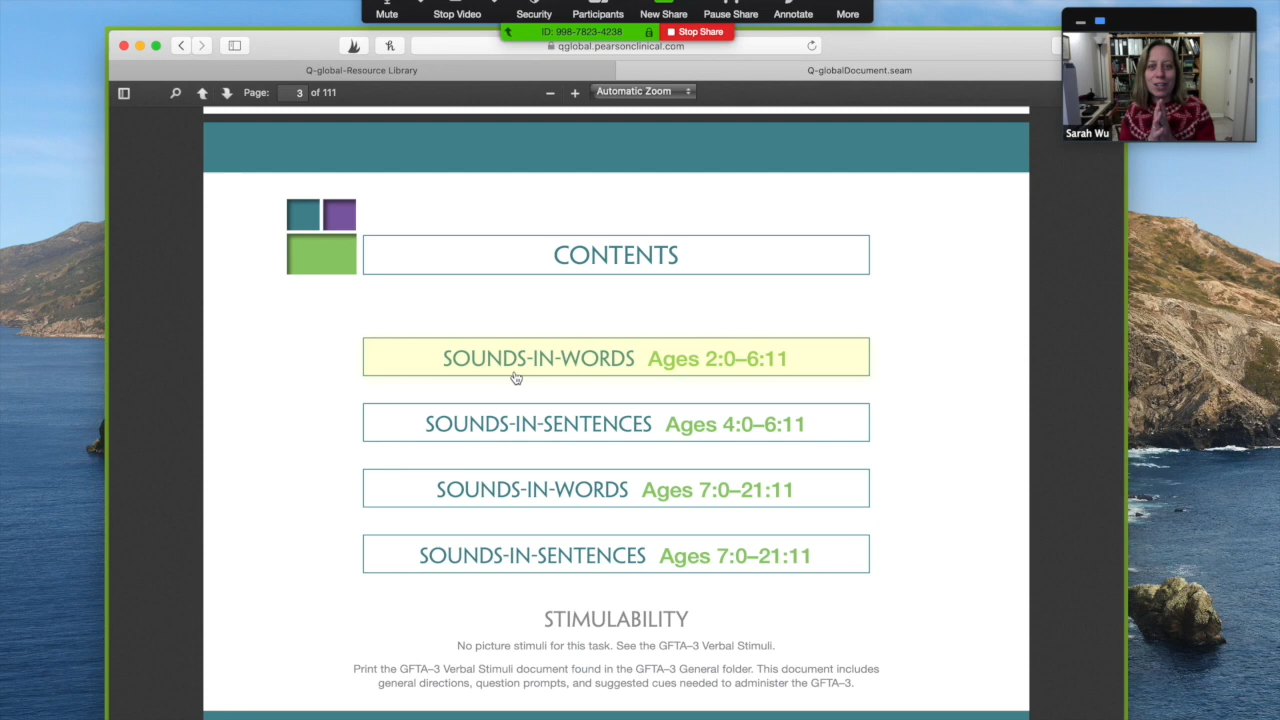 Mute Stop Video Security Participants New Share Pause Share Annotate More
ID: 998-7823-4238 Stop Share
qglobal.pearsonclinical.com
Q-global-Resource Library Q-globalDocument.seam
Page: 3 of 111 Automatic Zoom
Sarah Wu
CONTENTS
SOUNDS-IN-WORDS Ages 2:0–6:11
SOUNDS-IN-SENTENCES Ages 4:0–6:11
SOUNDS-IN-WORDS Ages 7:0–21:11
SOUNDS-IN-SENTENCES Ages 7:0–21:11
STIMULABILITY
No picture stimuli for this task. See the GFTA–3 Verbal Stimuli.
Print the GFTA–3 Verbal Stimuli document found in the GFTA–3 General folder. This document includes
general directions, question prompts, and suggested cues needed to administer the GFTA–3.